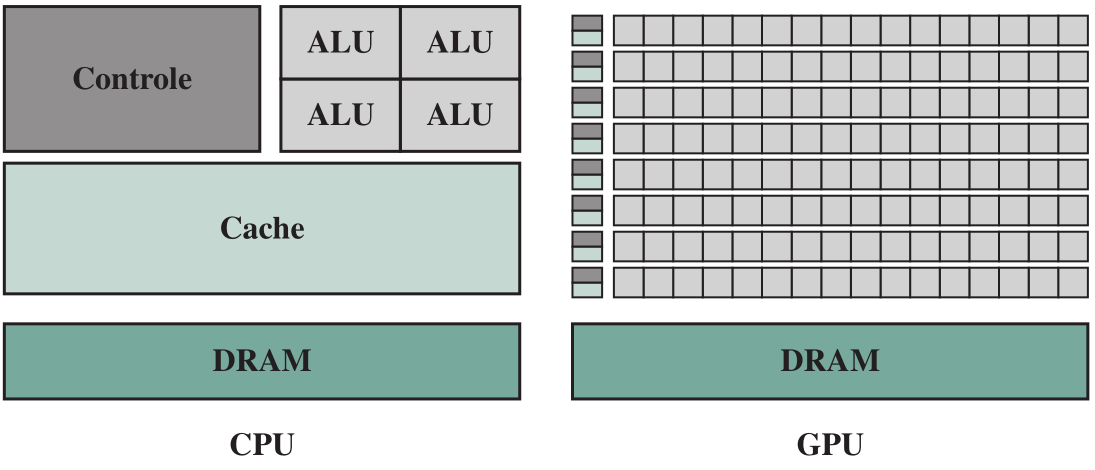 Controle
ALU ALU
ALU ALU
Cache
DRAM
CPU
DRAM
GPU